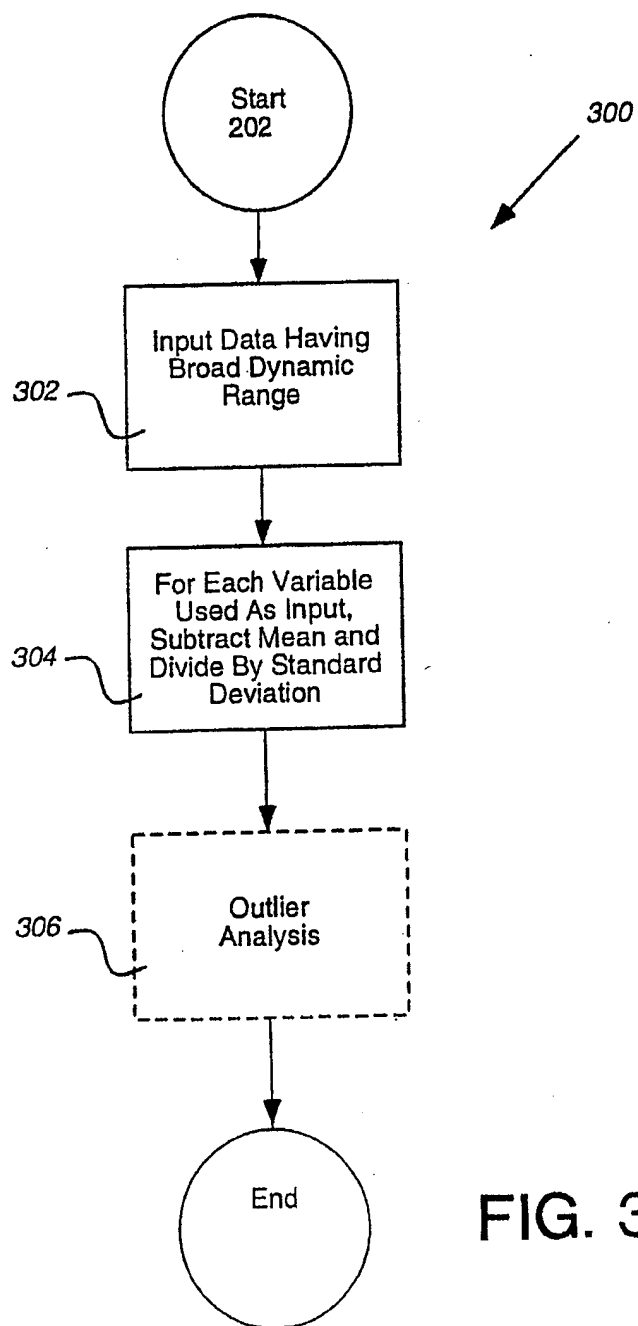 Start
202
300
Input Data Having
Broad Dynamic
Range
302
For Each Variable
Used As Input,
Subtract Mean and
Divide By Standard
Deviation
304
Outlier
Analysis
306
End
FIG. 3